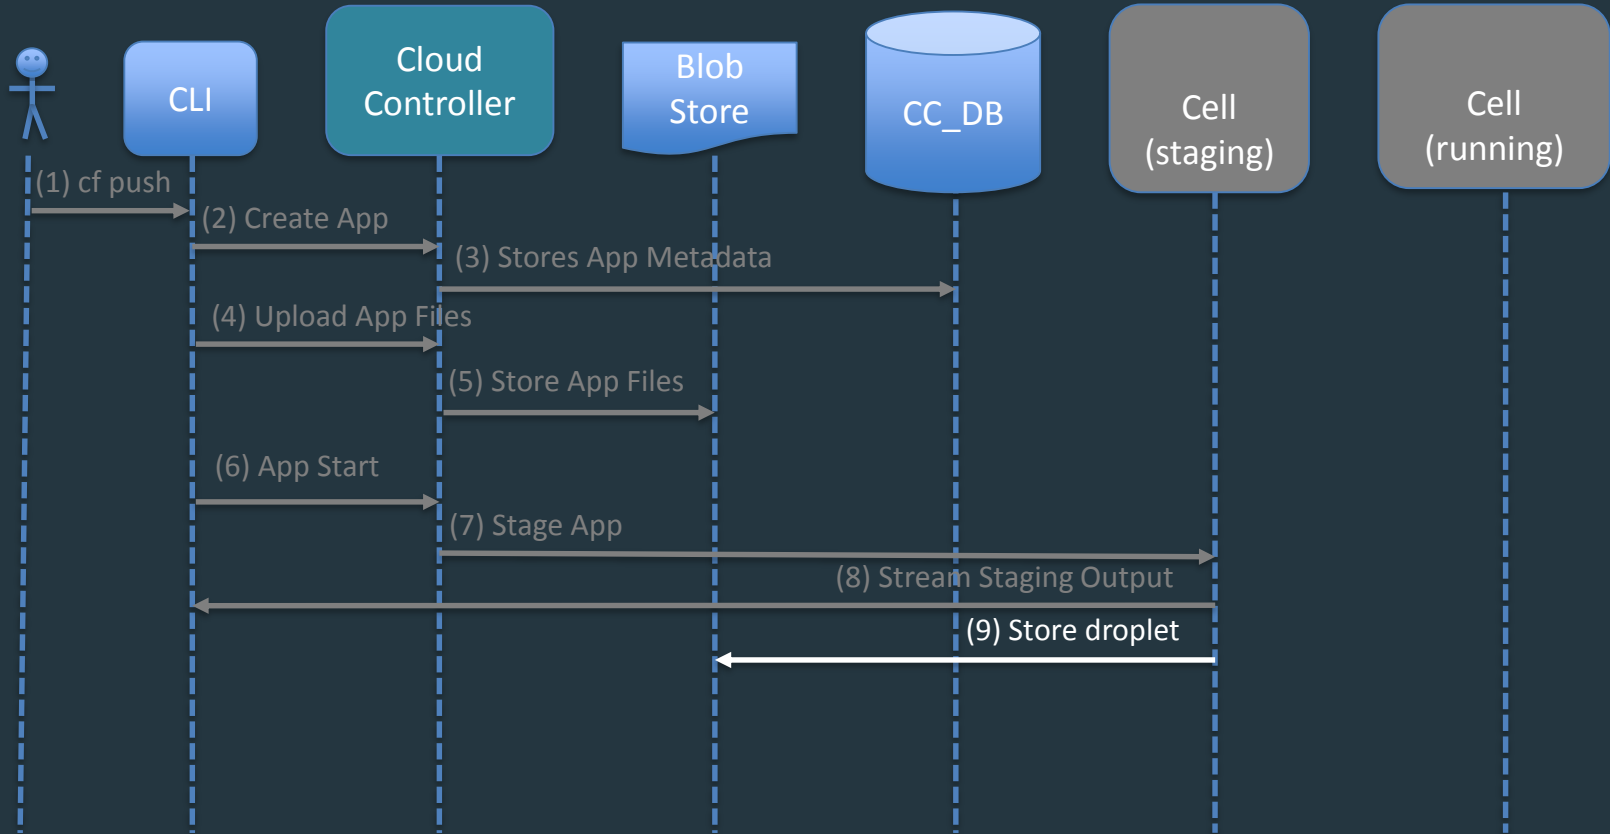 CLI
Cloud
Controller
Blob
Store
CC_DB
Cell
(staging)
Cell
(running)
(1) cf push
(2) Create App
(3) Stores App Metadata
(4) Upload App Files
(5) Store App Files
(6) App Start
(7) Stage App
(8) Stream Staging Output
(9) Store droplet